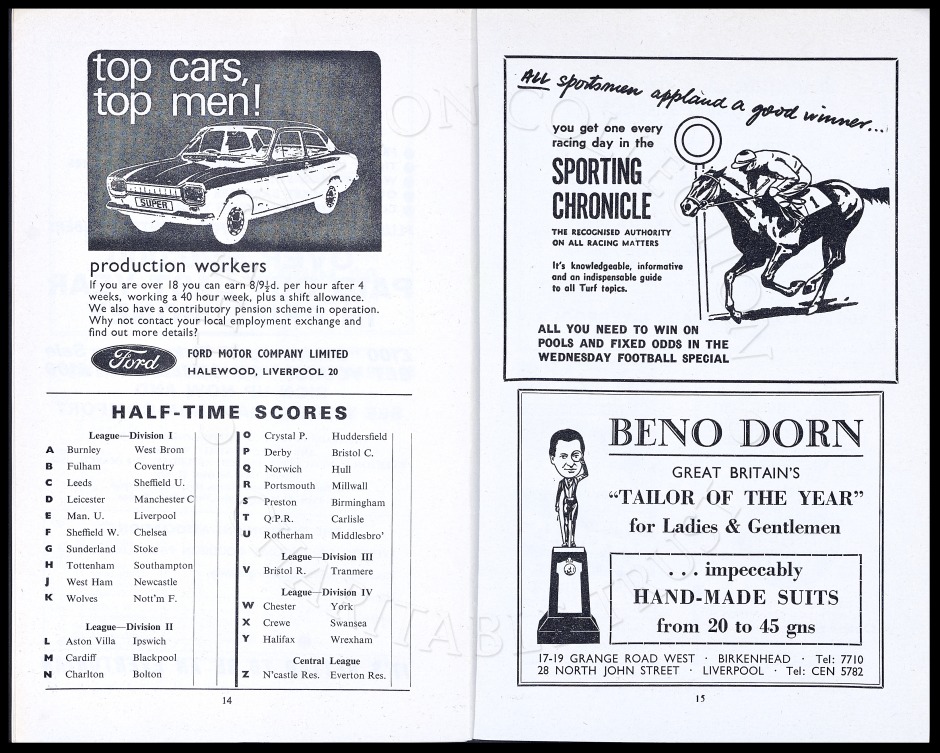 top cars,
top men!
SUPER
production workers
If you are over 18 you can earn 8/9½d. per hour after 4
weeks, working a 40 hour week, plus a shift allowance.
We also have a contributory pension scheme in operation.
Why not contact your local employment exchange and
find out more details?
Ford
FORD MOTOR COMPANY LIMITED
HALEWOOD, LIVERPOOL 20
HALF-TIME SCORES
League—Division I
A Burnley West Brom
B Fulham Coventry
C Leeds Sheffield U.
D Leicester Manchester C
E Man. U. Liverpool
F Sheffield W. Chelsea
G Sunderland Stoke
H Tottenham Southampton
J West Ham Newcastle
K Wolves Nott'm F.
League—Division II
L Aston Villa Ipswich
M Cardiff Blackpool
N Charlton Bolton
O Crystal P. Huddersfield
P Derby Bristol C.
Q Norwich Hull
R Portsmouth Millwall
S Preston Birmingham
T Q.P.R. Carlisle
U Rotherham Middlesbro'
League—Division III
V Bristol R. Tranmere
League—Division IV
W Chester York
X Crewe Swansea
Y Halifax Wrexham
Central League
Z N'castle Res. Everton Res.
14
ALL sportsmen applaud a good winner...
you get one every
racing day in the
SPORTING
CHRONICLE
THE RECOGNISED AUTHORITY
ON ALL RACING MATTERS
It's knowledgeable, informative
and an indispensable guide
to all Turf topics.
1
ALL YOU NEED TO WIN ON
POOLS AND FIXED ODDS IN THE
WEDNESDAY FOOTBALL SPECIAL
BENO DORN
GREAT BRITAIN'S
"TAILOR OF THE YEAR"
for Ladies & Gentlemen
. . . impeccably
HAND-MADE SUITS
from 20 to 45 gns
17-19 GRANGE ROAD WEST · BIRKENHEAD · Tel: 7710
28 NORTH JOHN STREET · LIVERPOOL · Tel: CEN 5782
15